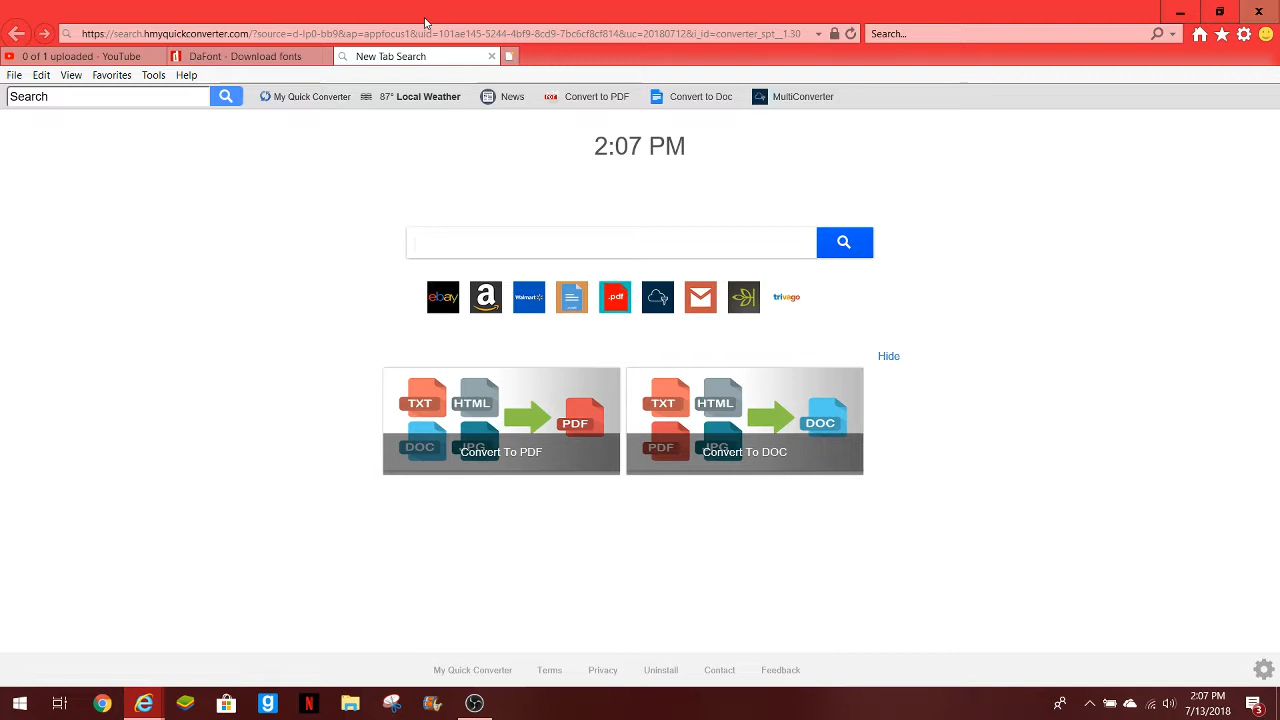 https://search.hmyquickconverter.com/?source=d-lp0-bb9&ap=appfocus1&uid=101ae145-5244-4bf9-8cd9-7bc6cf8cf814&uc=20180712&i_id=converter_spt__1.30
Search...
0 of 1 uploaded - YouTube
DaFont - Download fonts
New Tab Search
File Edit View Favorites Tools Help
Search
My Quick Converter
87° Local Weather
News
Convert to PDF
Convert to Doc
MultiConverter
2:07 PM
ebay
a
Walmart
.pdf
trivago
Hide
TXT HTML
PDF
DOC JPG
Convert To PDF
TXT HTML
DOC
PDF JPG
Convert To DOC
My Quick Converter Terms Privacy Uninstall Contact Feedback
2:07 PM
7/13/2018
3